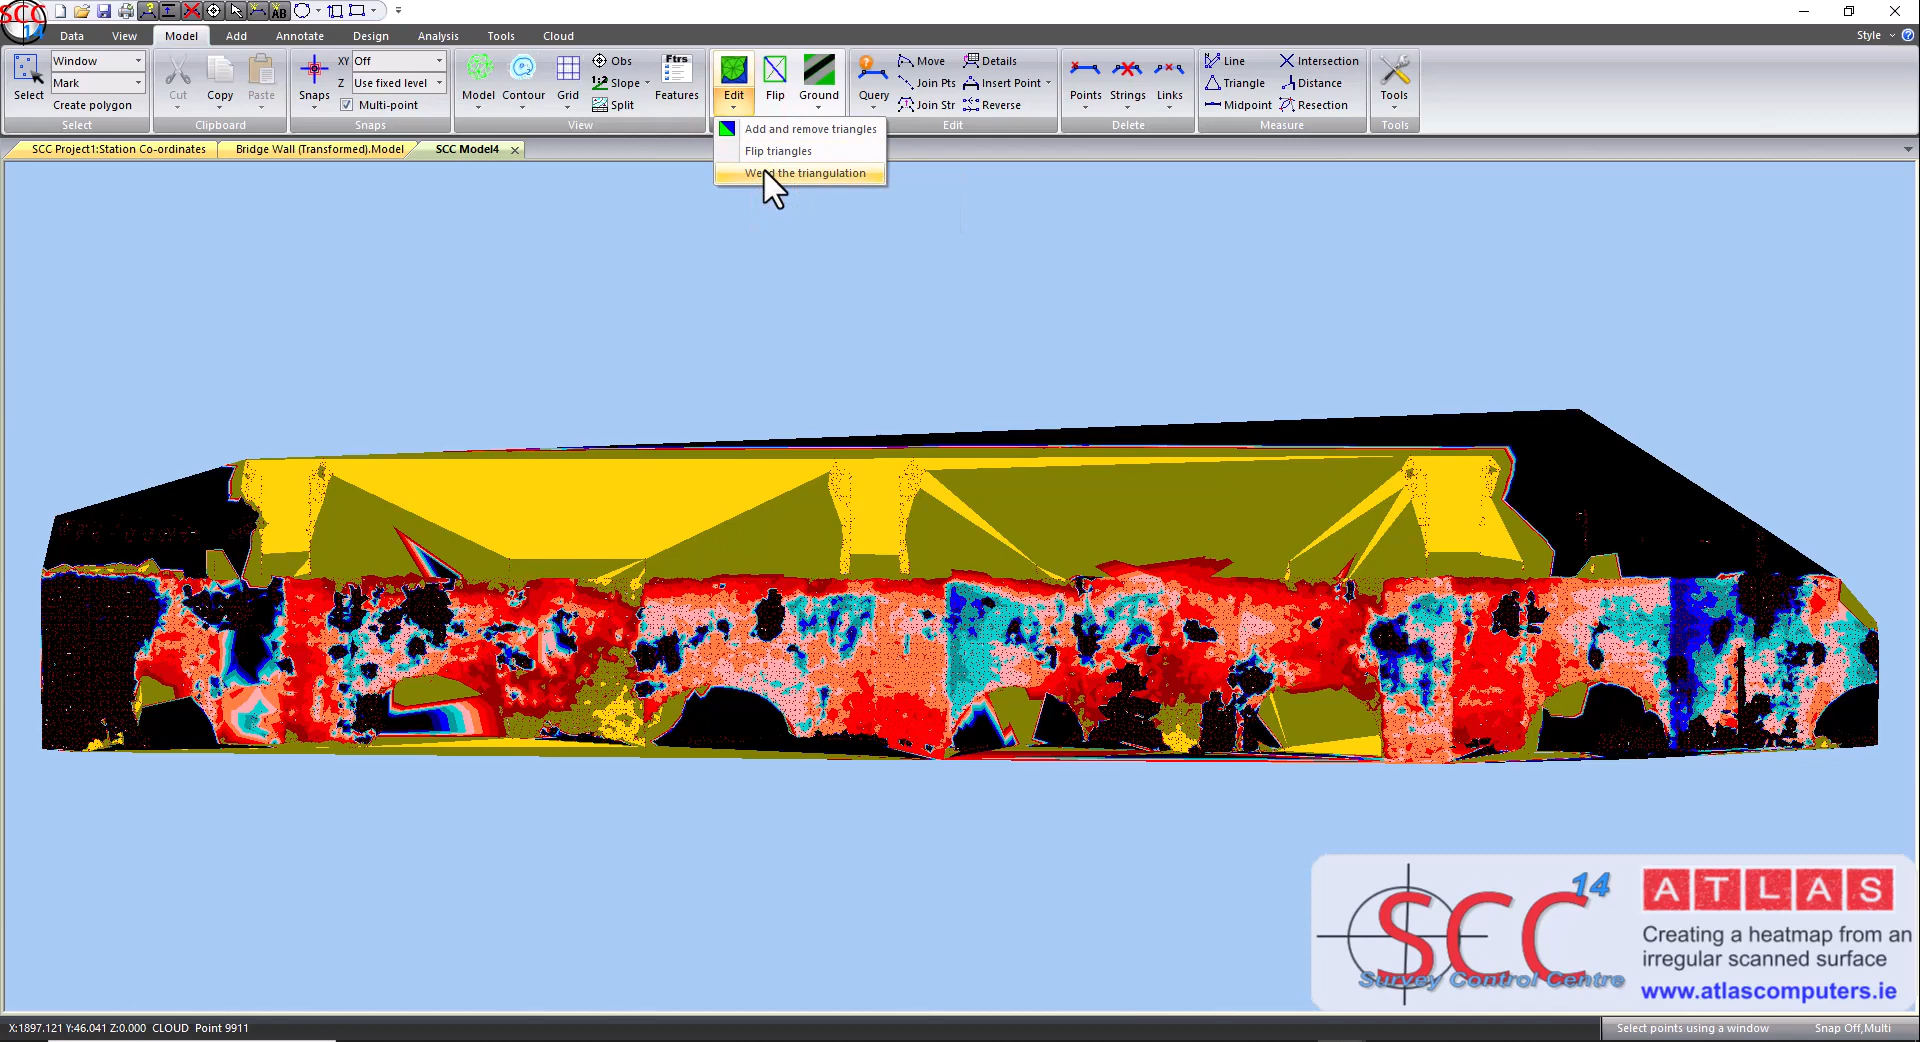 SCC
14
AB
Data View Model Add Annotate Design Analysis Tools Cloud
Style
Select
Window
Mark
Create polygon
Select
Cut Copy Paste
Clipboard
Snaps
XY Off
Z Use fixed level
Multi-point
Snaps
Model Contour Grid
Obs
1:2 Slope
Split
Ftrs
Features
View
Edit Flip Ground
Query
Move Details
Join Pts Insert Point
Join Str Reverse
Edit
Points Strings Links
Delete
Line Intersection
Triangle Distance
Midpoint Resection
Measure
Tools
Tools
Add and remove triangles
Flip triangles
the triangulation
SCC Project1:Station Co-ordinates Bridge Wall (Transformed).Model SCC Model4
SCC 14
Survey Control Centre
ATLAS
Creating a heatmap from an
irregular scanned surface
www.atlascomputers.ie
X:1897.121 Y:46.041 Z:0.000 CLOUD Point 9911
Select points using a window Snap Off,Multi